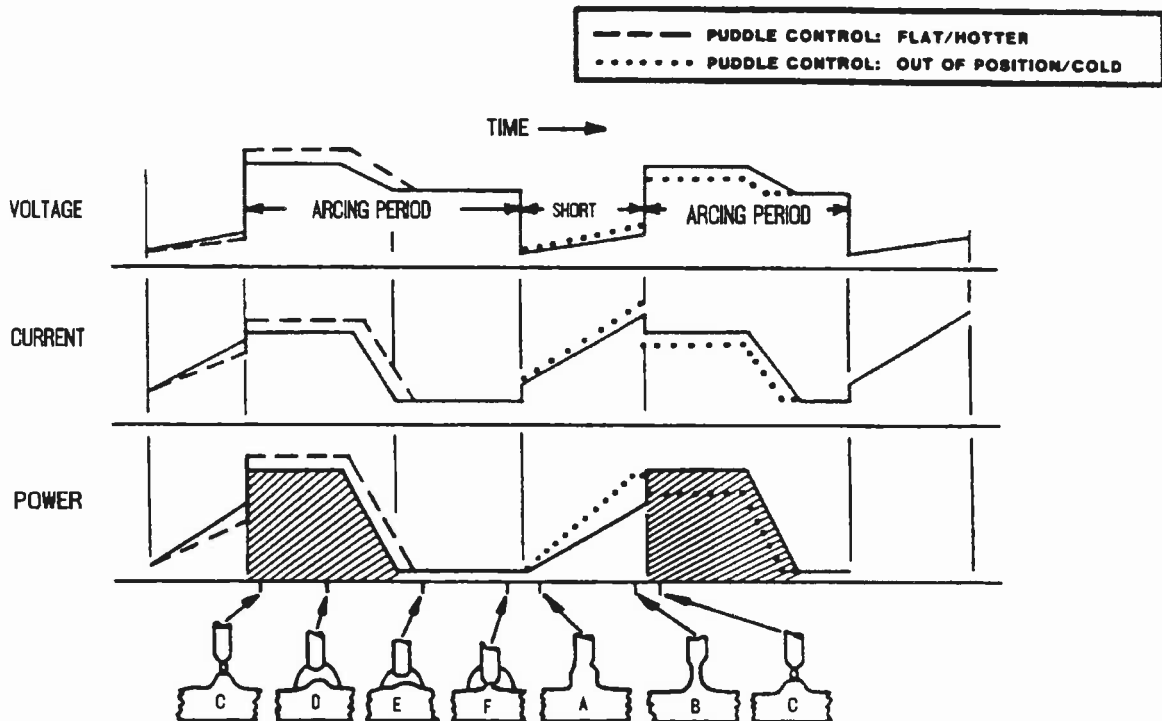 PUDDLE CONTROL: FLAT/HOTTER
PUDDLE CONTROL: OUT OF POSITION/COLD
TIME
VOLTAGE
ARCING PERIOD
SHORT
ARCING PERIOD
CURRENT
POWER
C
D
E
F
A
B
C